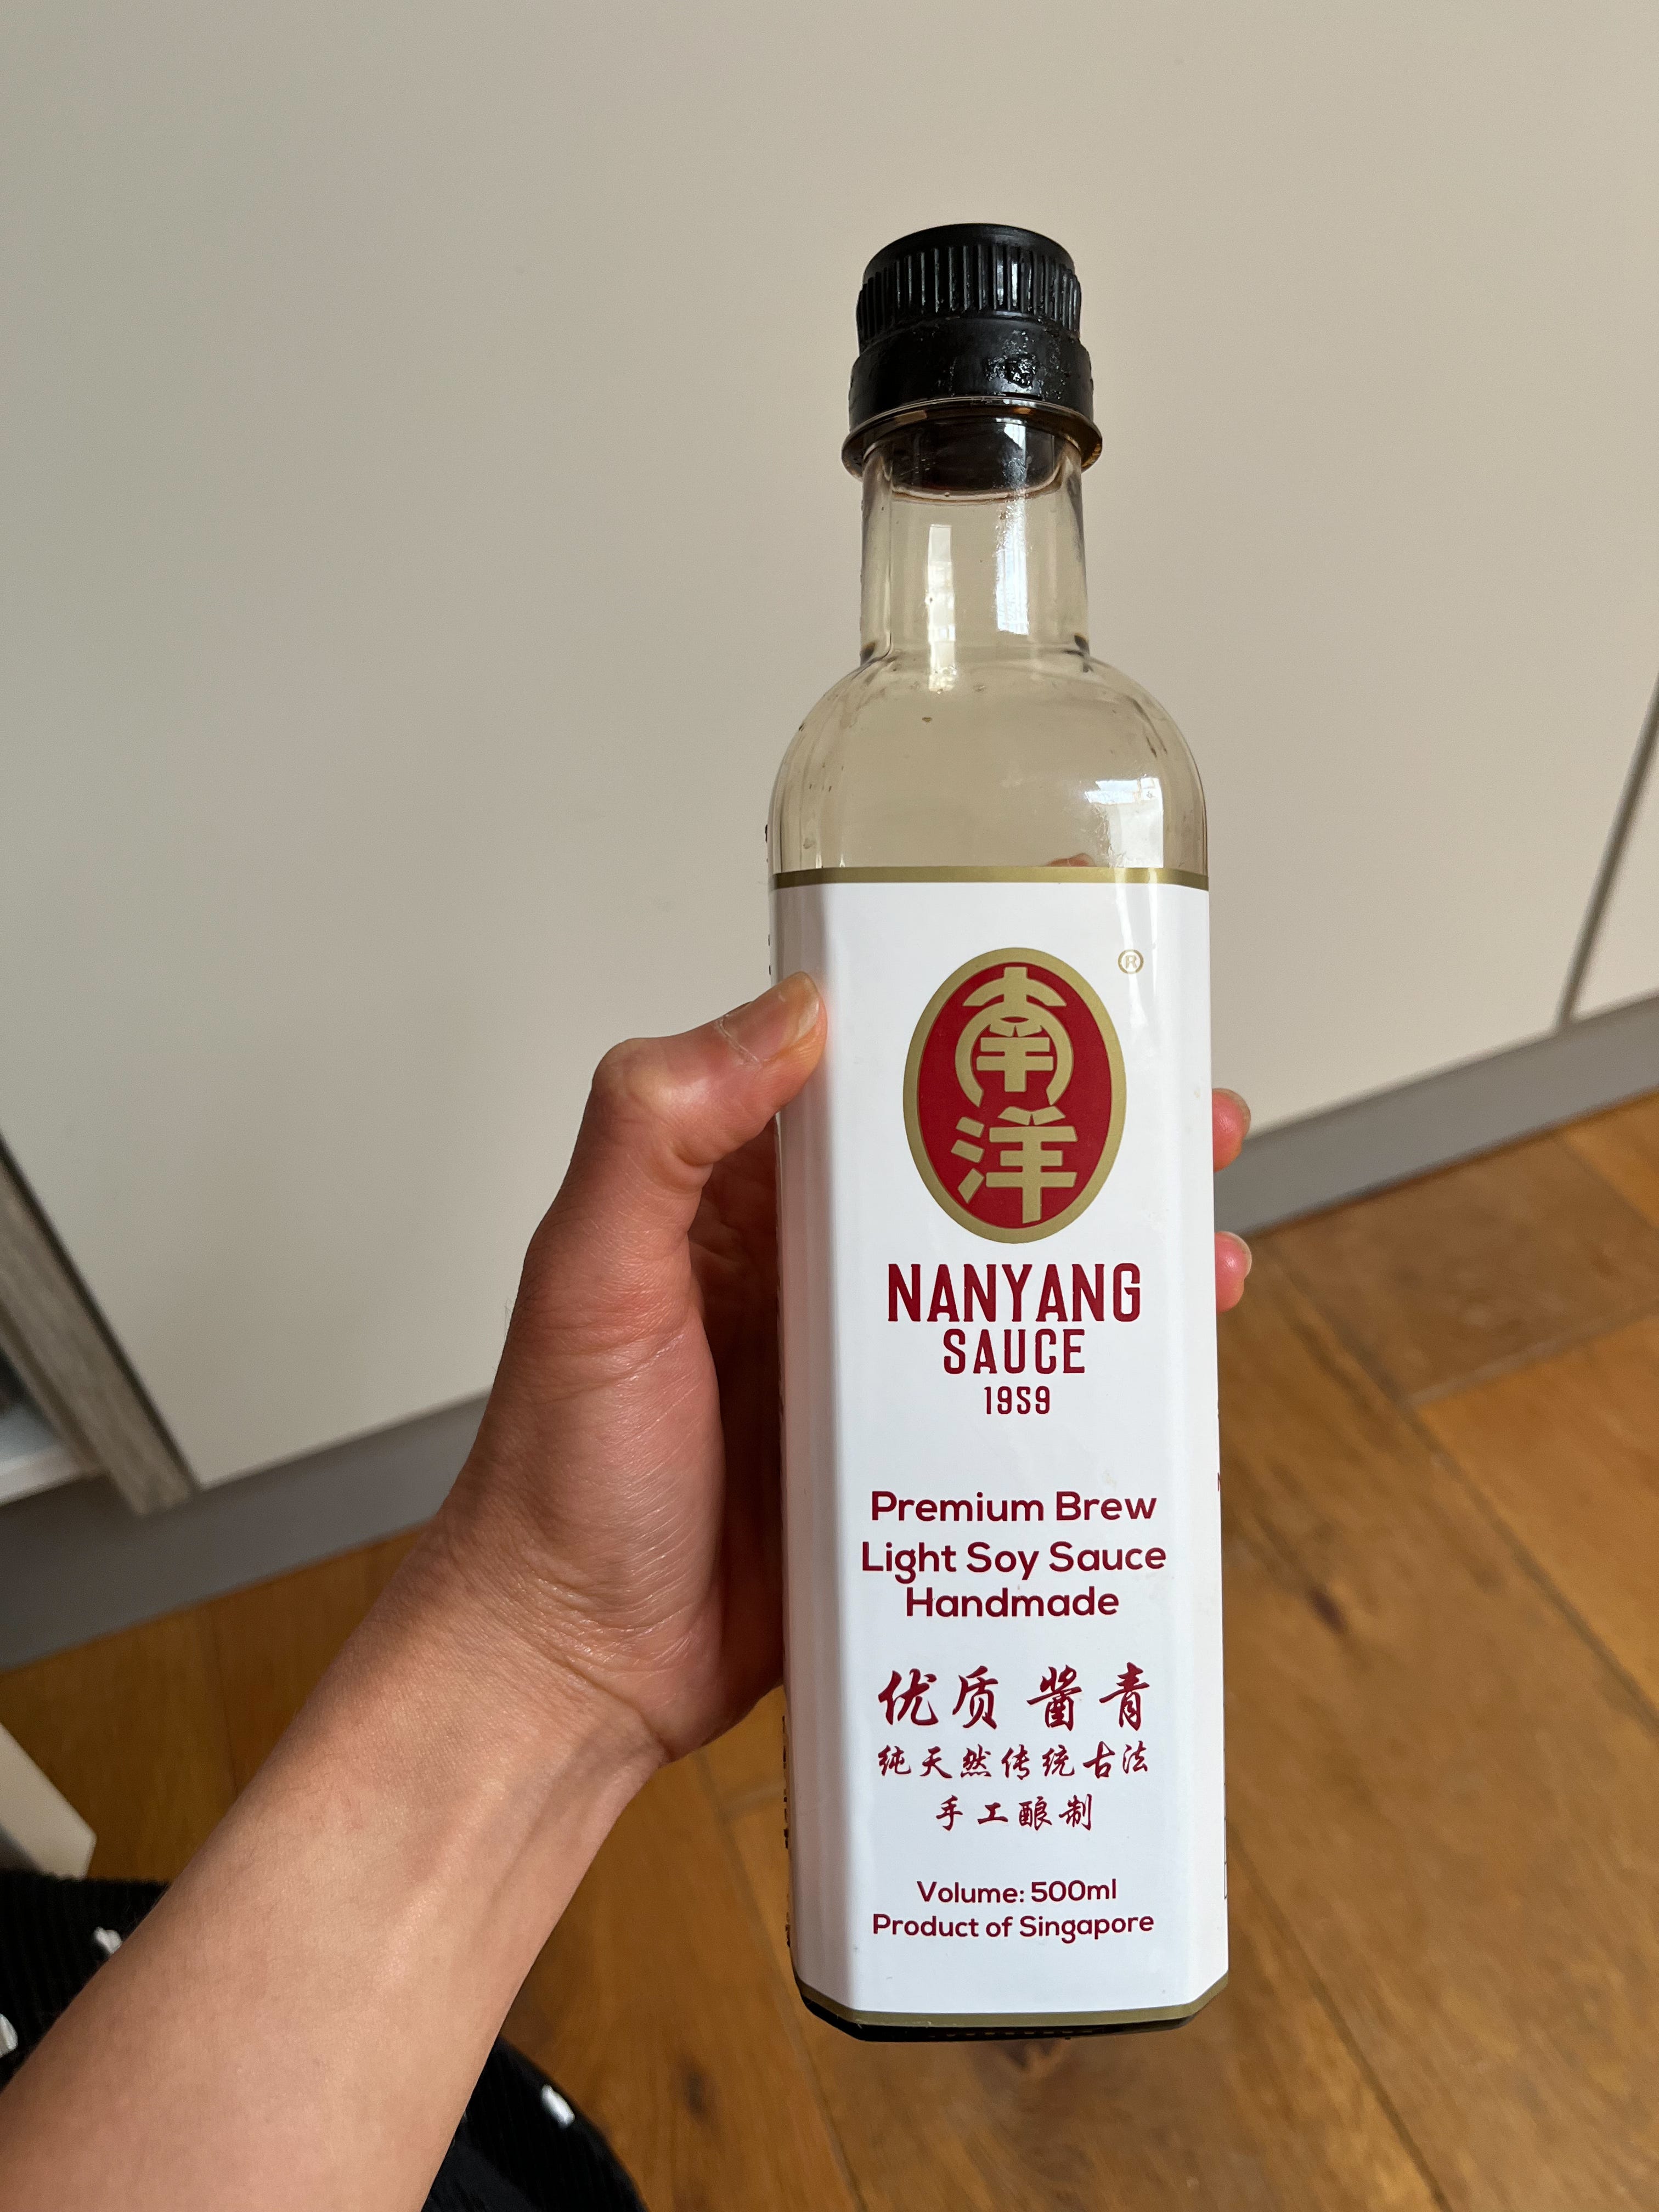 南
洋
®
NANYANG
SAUCE
1959
Premium Brew
Light Soy Sauce
Handmade
优质 酱青
纯天然传统古法
手工酿制
Volume: 500ml
Product of Singapore